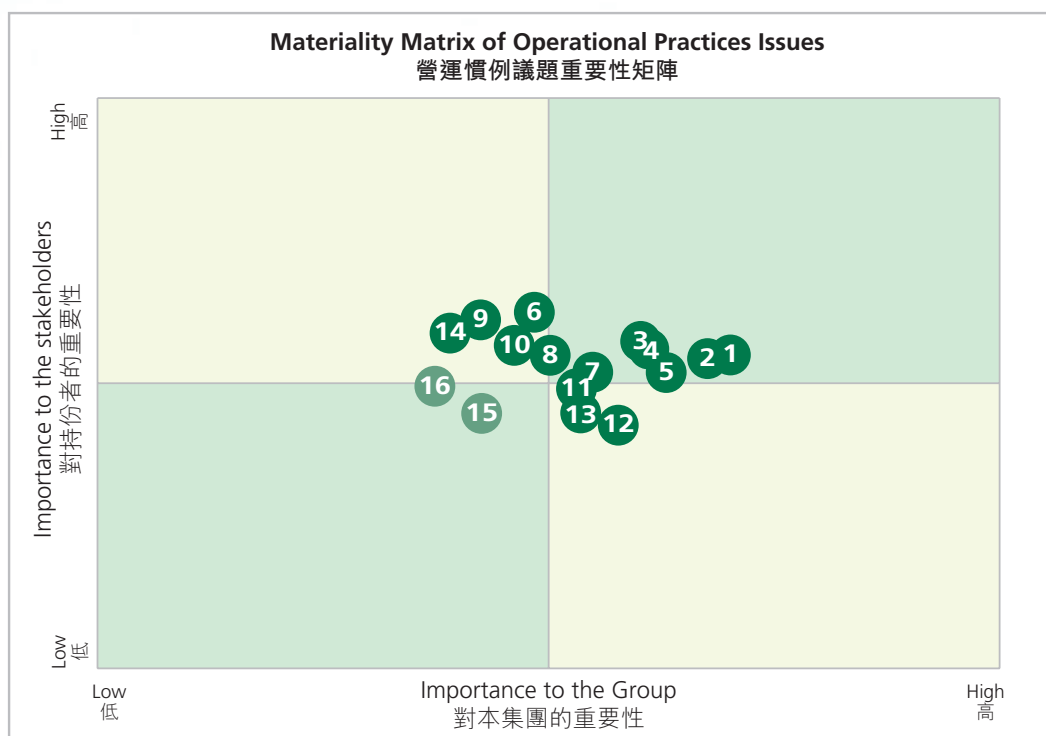 Materiality Matrix of Operational Practices Issues
營運慣例議題重要性矩陣
High
高
Importance to the stakeholders
對持份者的重要性
Low
低
6
9
14
10
8
3
4
1
2
5
7
16
11
15
13
12
Low
低
Importance to the Group
對本集團的重要性
High
高